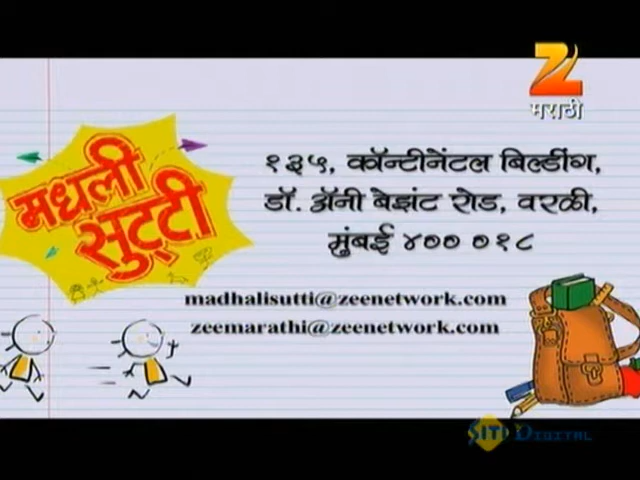 मराठी
मधली
सुट्टी
१३५, कॉन्टीनेंटल बिल्डींग,
डॉ. ॲनी बेझंट रोड, वरळी,
मुंबई ४०० ०१८
madhalisutti@zeenetwork.com
zeemarathi@zeenetwork.com
SITI DIGITAL